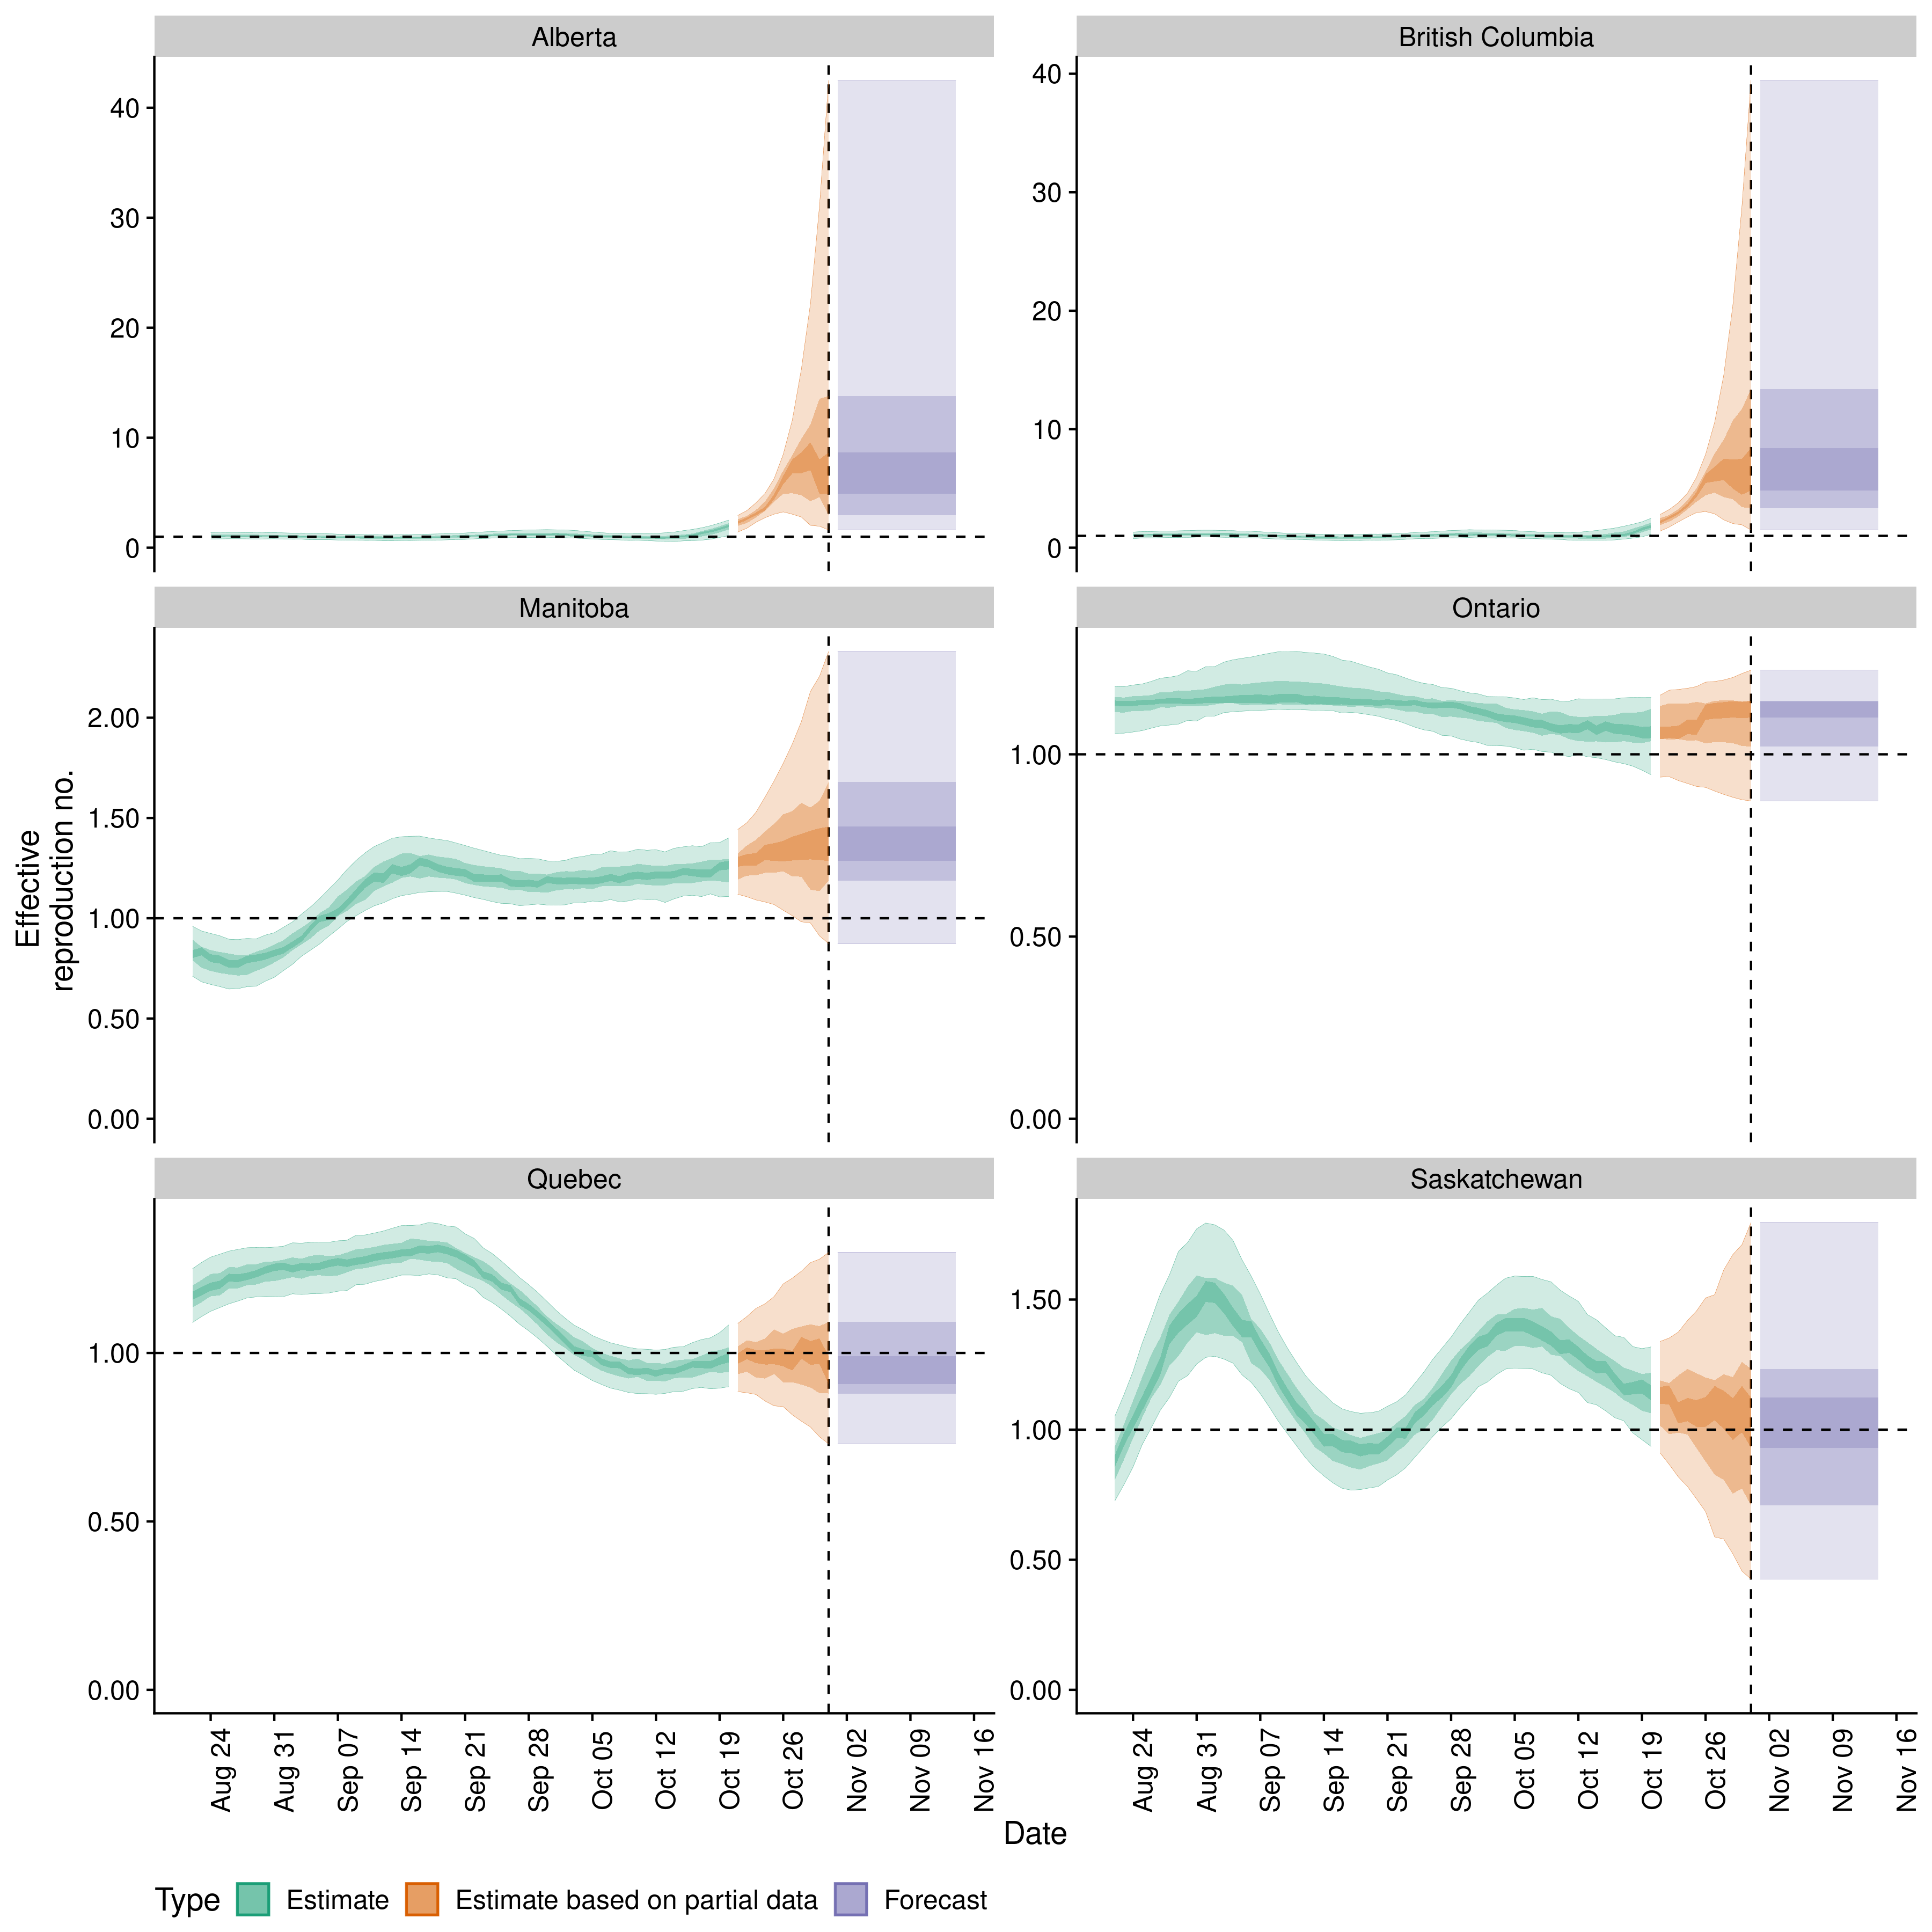 Alberta
British Columbia
40
30
20
10
0
40
30
20
10
0
Manitoba
Ontario
2.00
1.50
1.00
0.50
0.00
1.00
0.50
0.00
Effective
reproduction no.
Quebec
Saskatchewan
1.00
0.50
0.00
1.50
1.00
0.50
0.00
Aug 24
Aug 31
Sep 07
Sep 14
Sep 21
Sep 28
Oct 05
Oct 12
Oct 19
Oct 26
Nov 02
Nov 09
Nov 16
Aug 24
Aug 31
Sep 07
Sep 14
Sep 21
Sep 28
Oct 05
Oct 12
Oct 19
Oct 26
Nov 02
Nov 09
Nov 16
Date
Type Estimate Estimate based on partial data Forecast